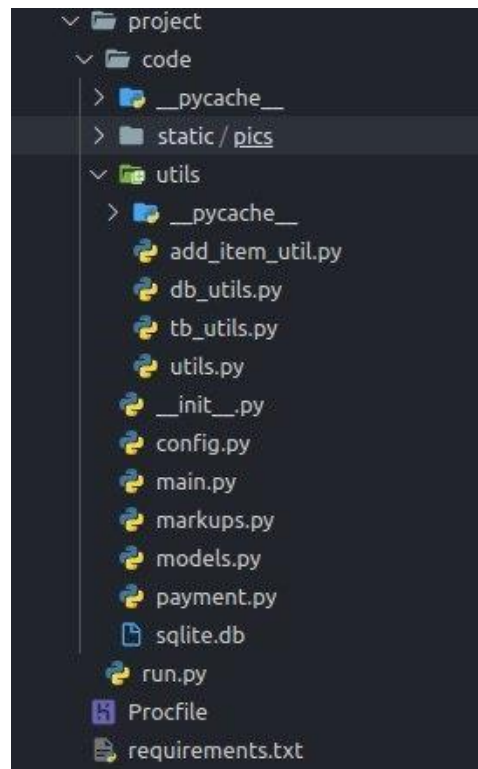 project
code
__pycache__
static / pics
utils
__pycache__
add_item_util.py
db_utils.py
tb_utils.py
utils.py
__init__.py
config.py
main.py
markups.py
models.py
payment.py
sqlite.db
run.py
Procfile
requirements.txt